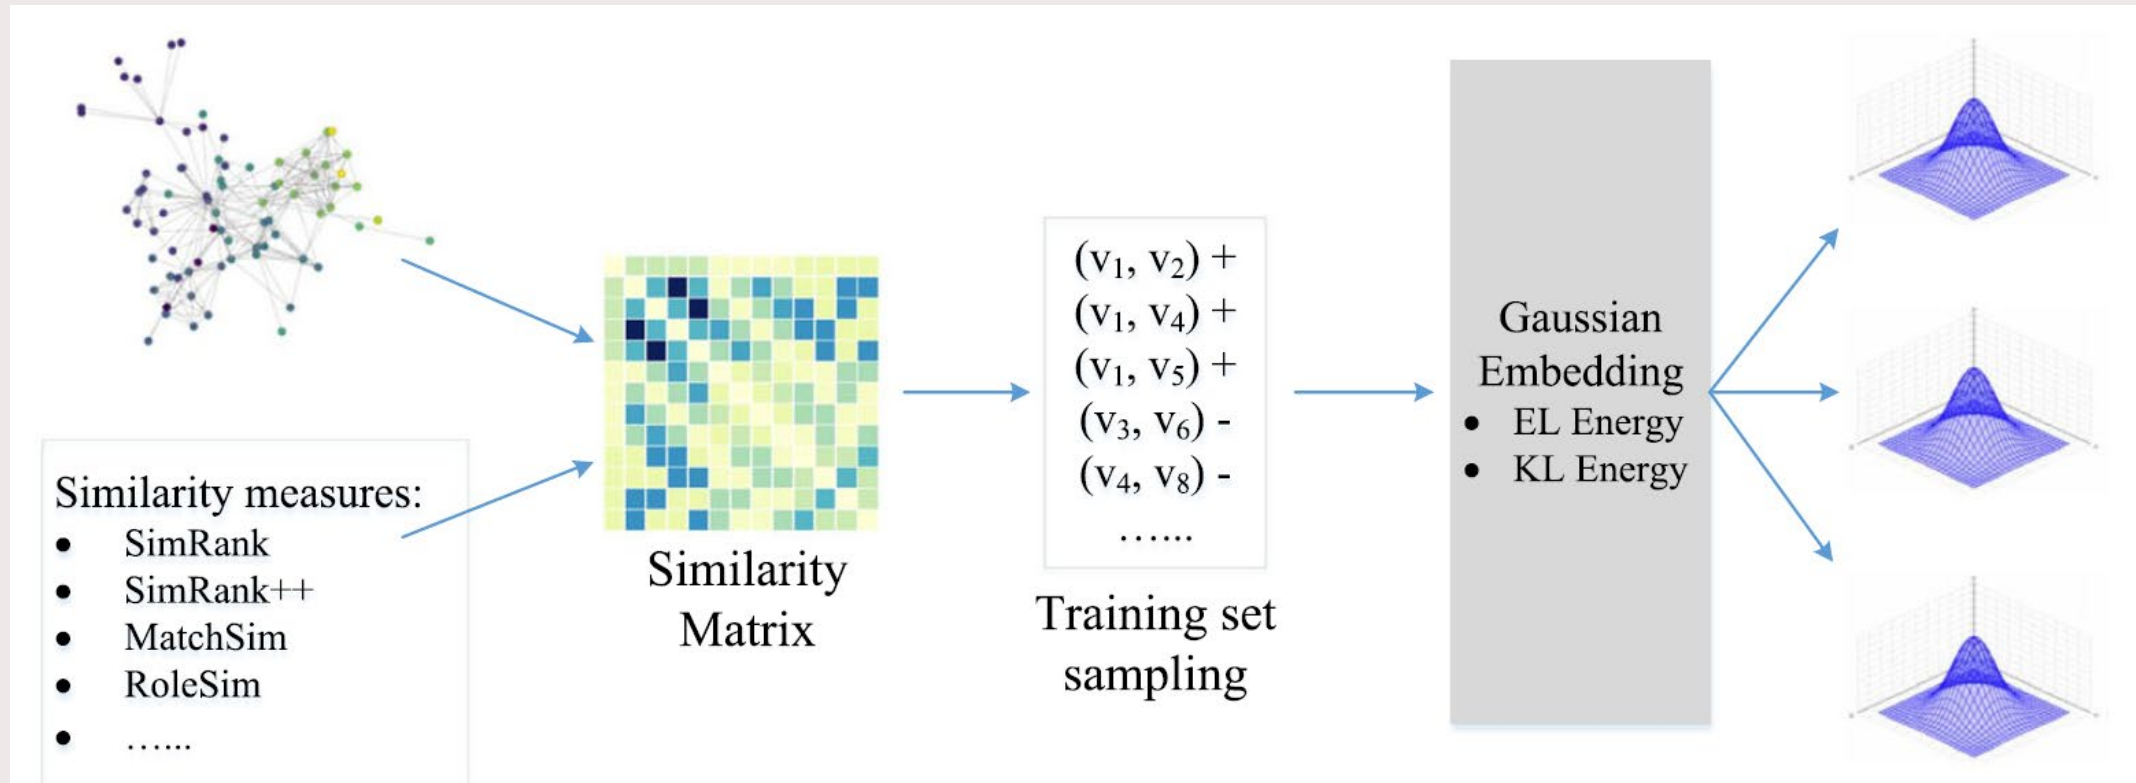 Similarity measures:
• SimRank
• SimRank++
• MatchSim
• RoleSim
• …...
Similarity
Matrix
(v₁, v₂) +
(v₁, v₄) +
(v₁, v₅) +
(v₃, v₆) -
(v₄, v₈) -
…...
Training set
sampling
Gaussian
Embedding
• EL Energy
• KL Energy